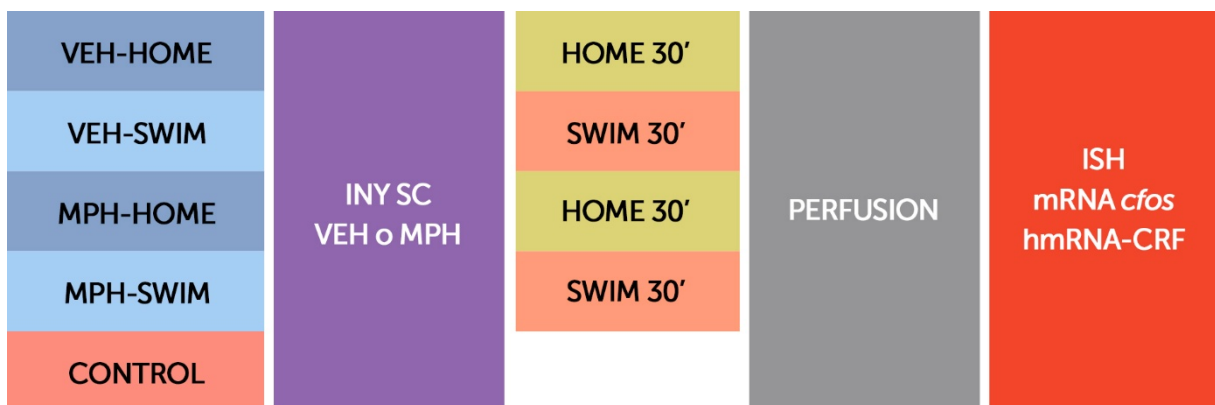 VEH-HOME
VEH-SWIM
MPH-HOME
MPH-SWIM
CONTROL
INY SC
VEH o MPH
HOME 30′
SWIM 30′
HOME 30′
SWIM 30′
PERFUSION
ISH
mRNA cfos
hmRNA-CRF